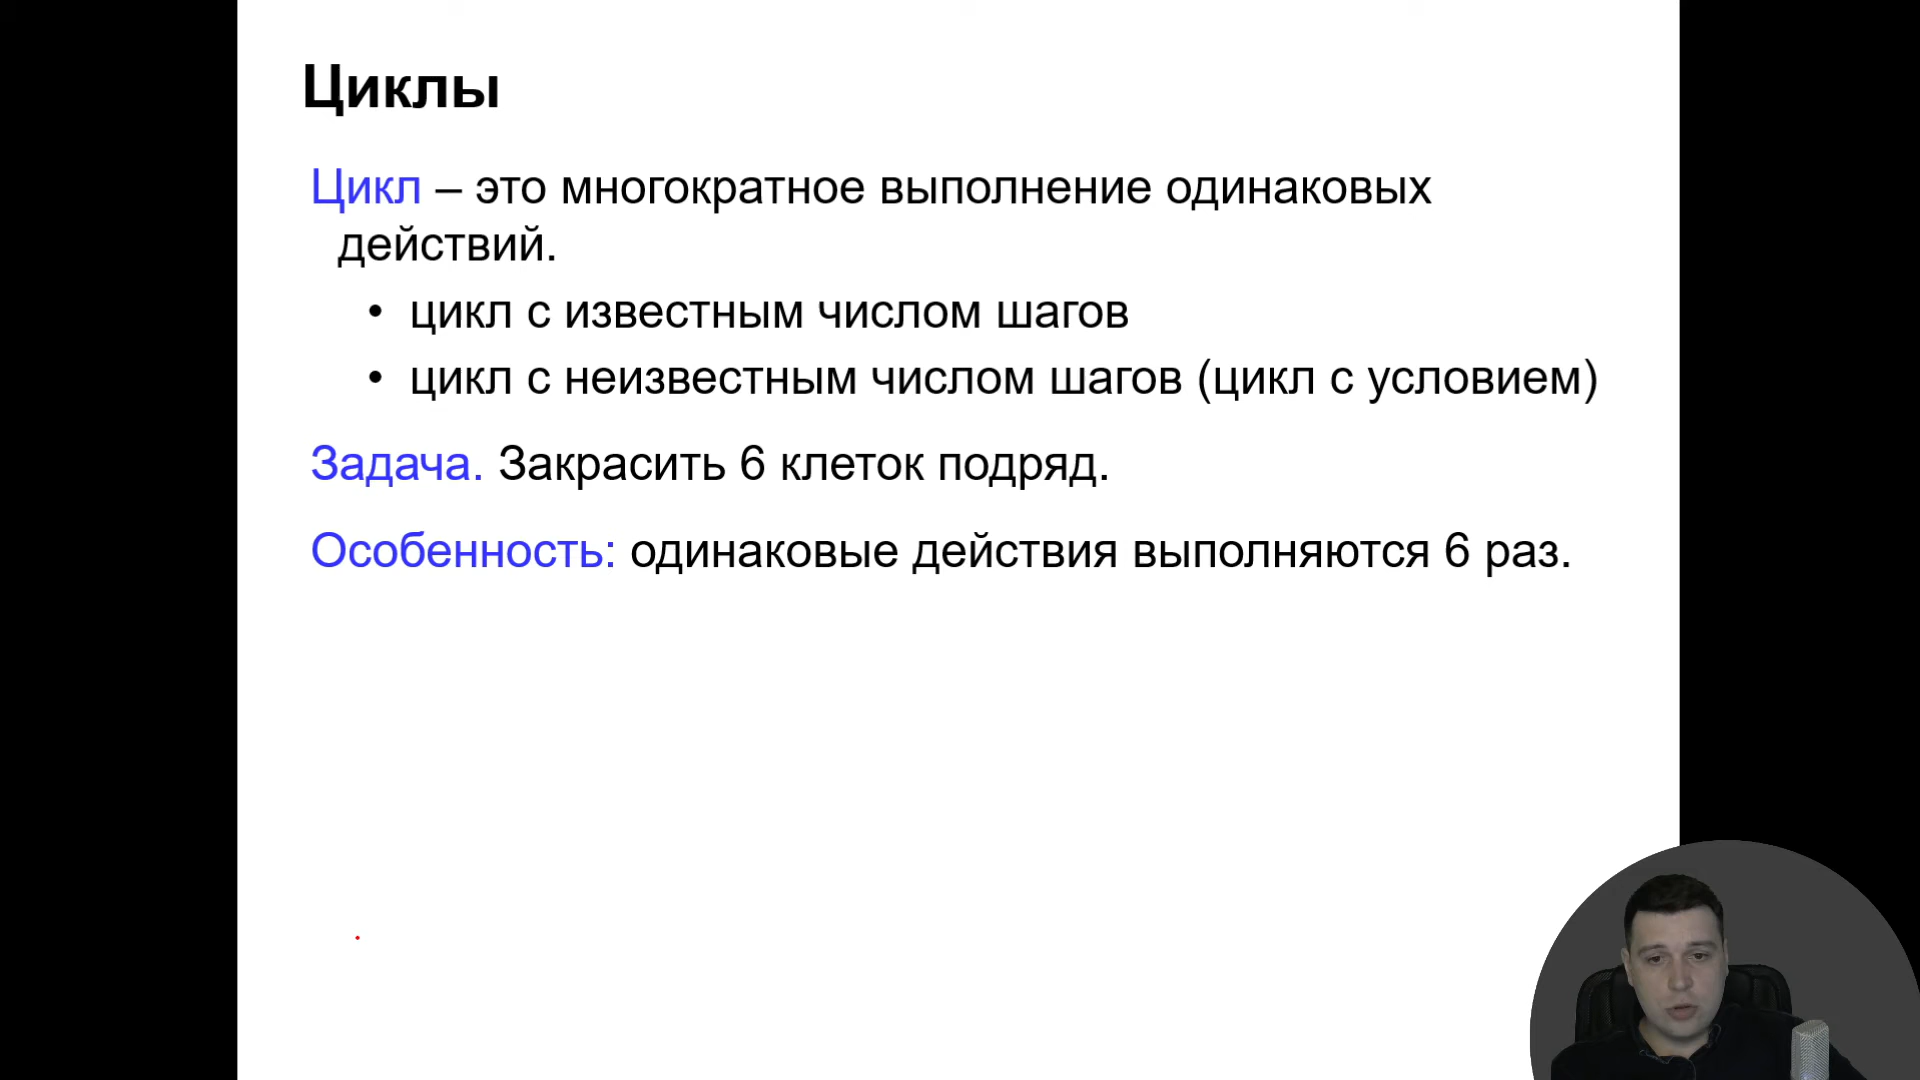 Циклы
Цикл – это многократное выполнение одинаковых
действий.
• цикл с известным числом шагов
• цикл с неизвестным числом шагов (цикл с условием)
Задача. Закрасить 6 клеток подряд.
Особенность: одинаковые действия выполняются 6 раз.